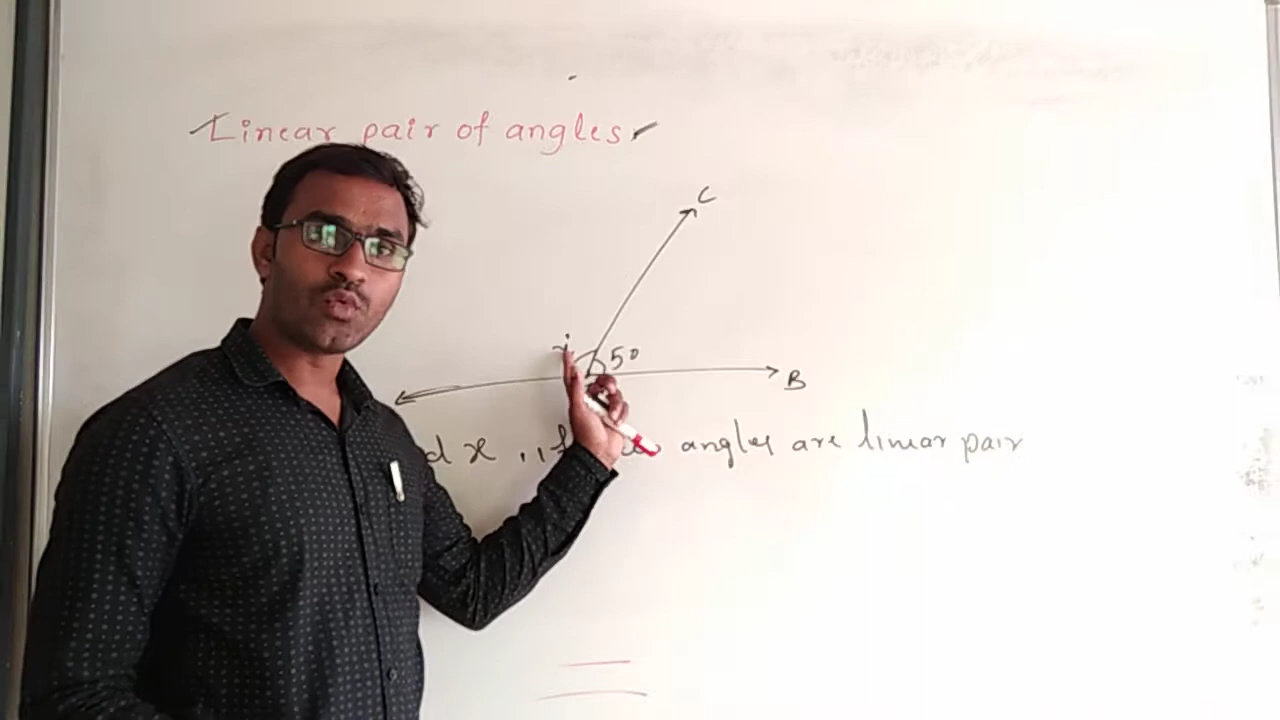 Linear pair of angles
C
x 50
B
x, if angles are linear pair